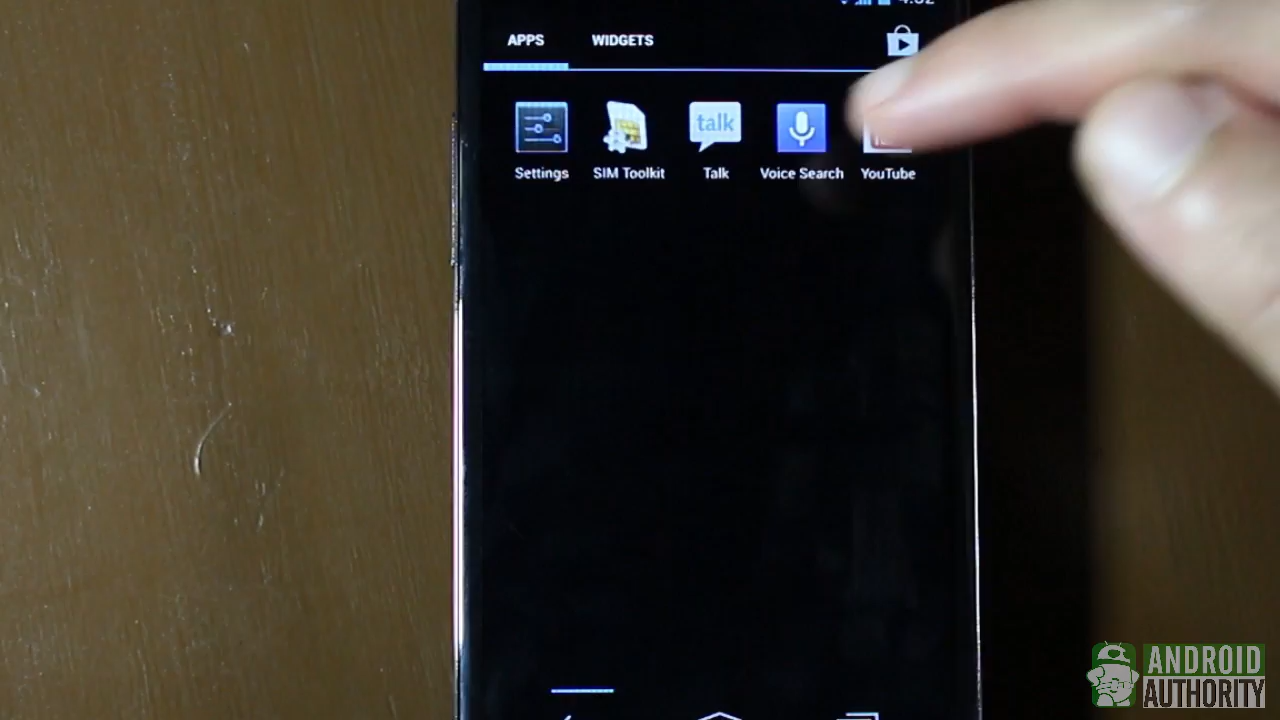 APPS WIDGETS
talk
Settings SIM Toolkit Talk Voice Search YouTube
ANDROID
AUTHORITY